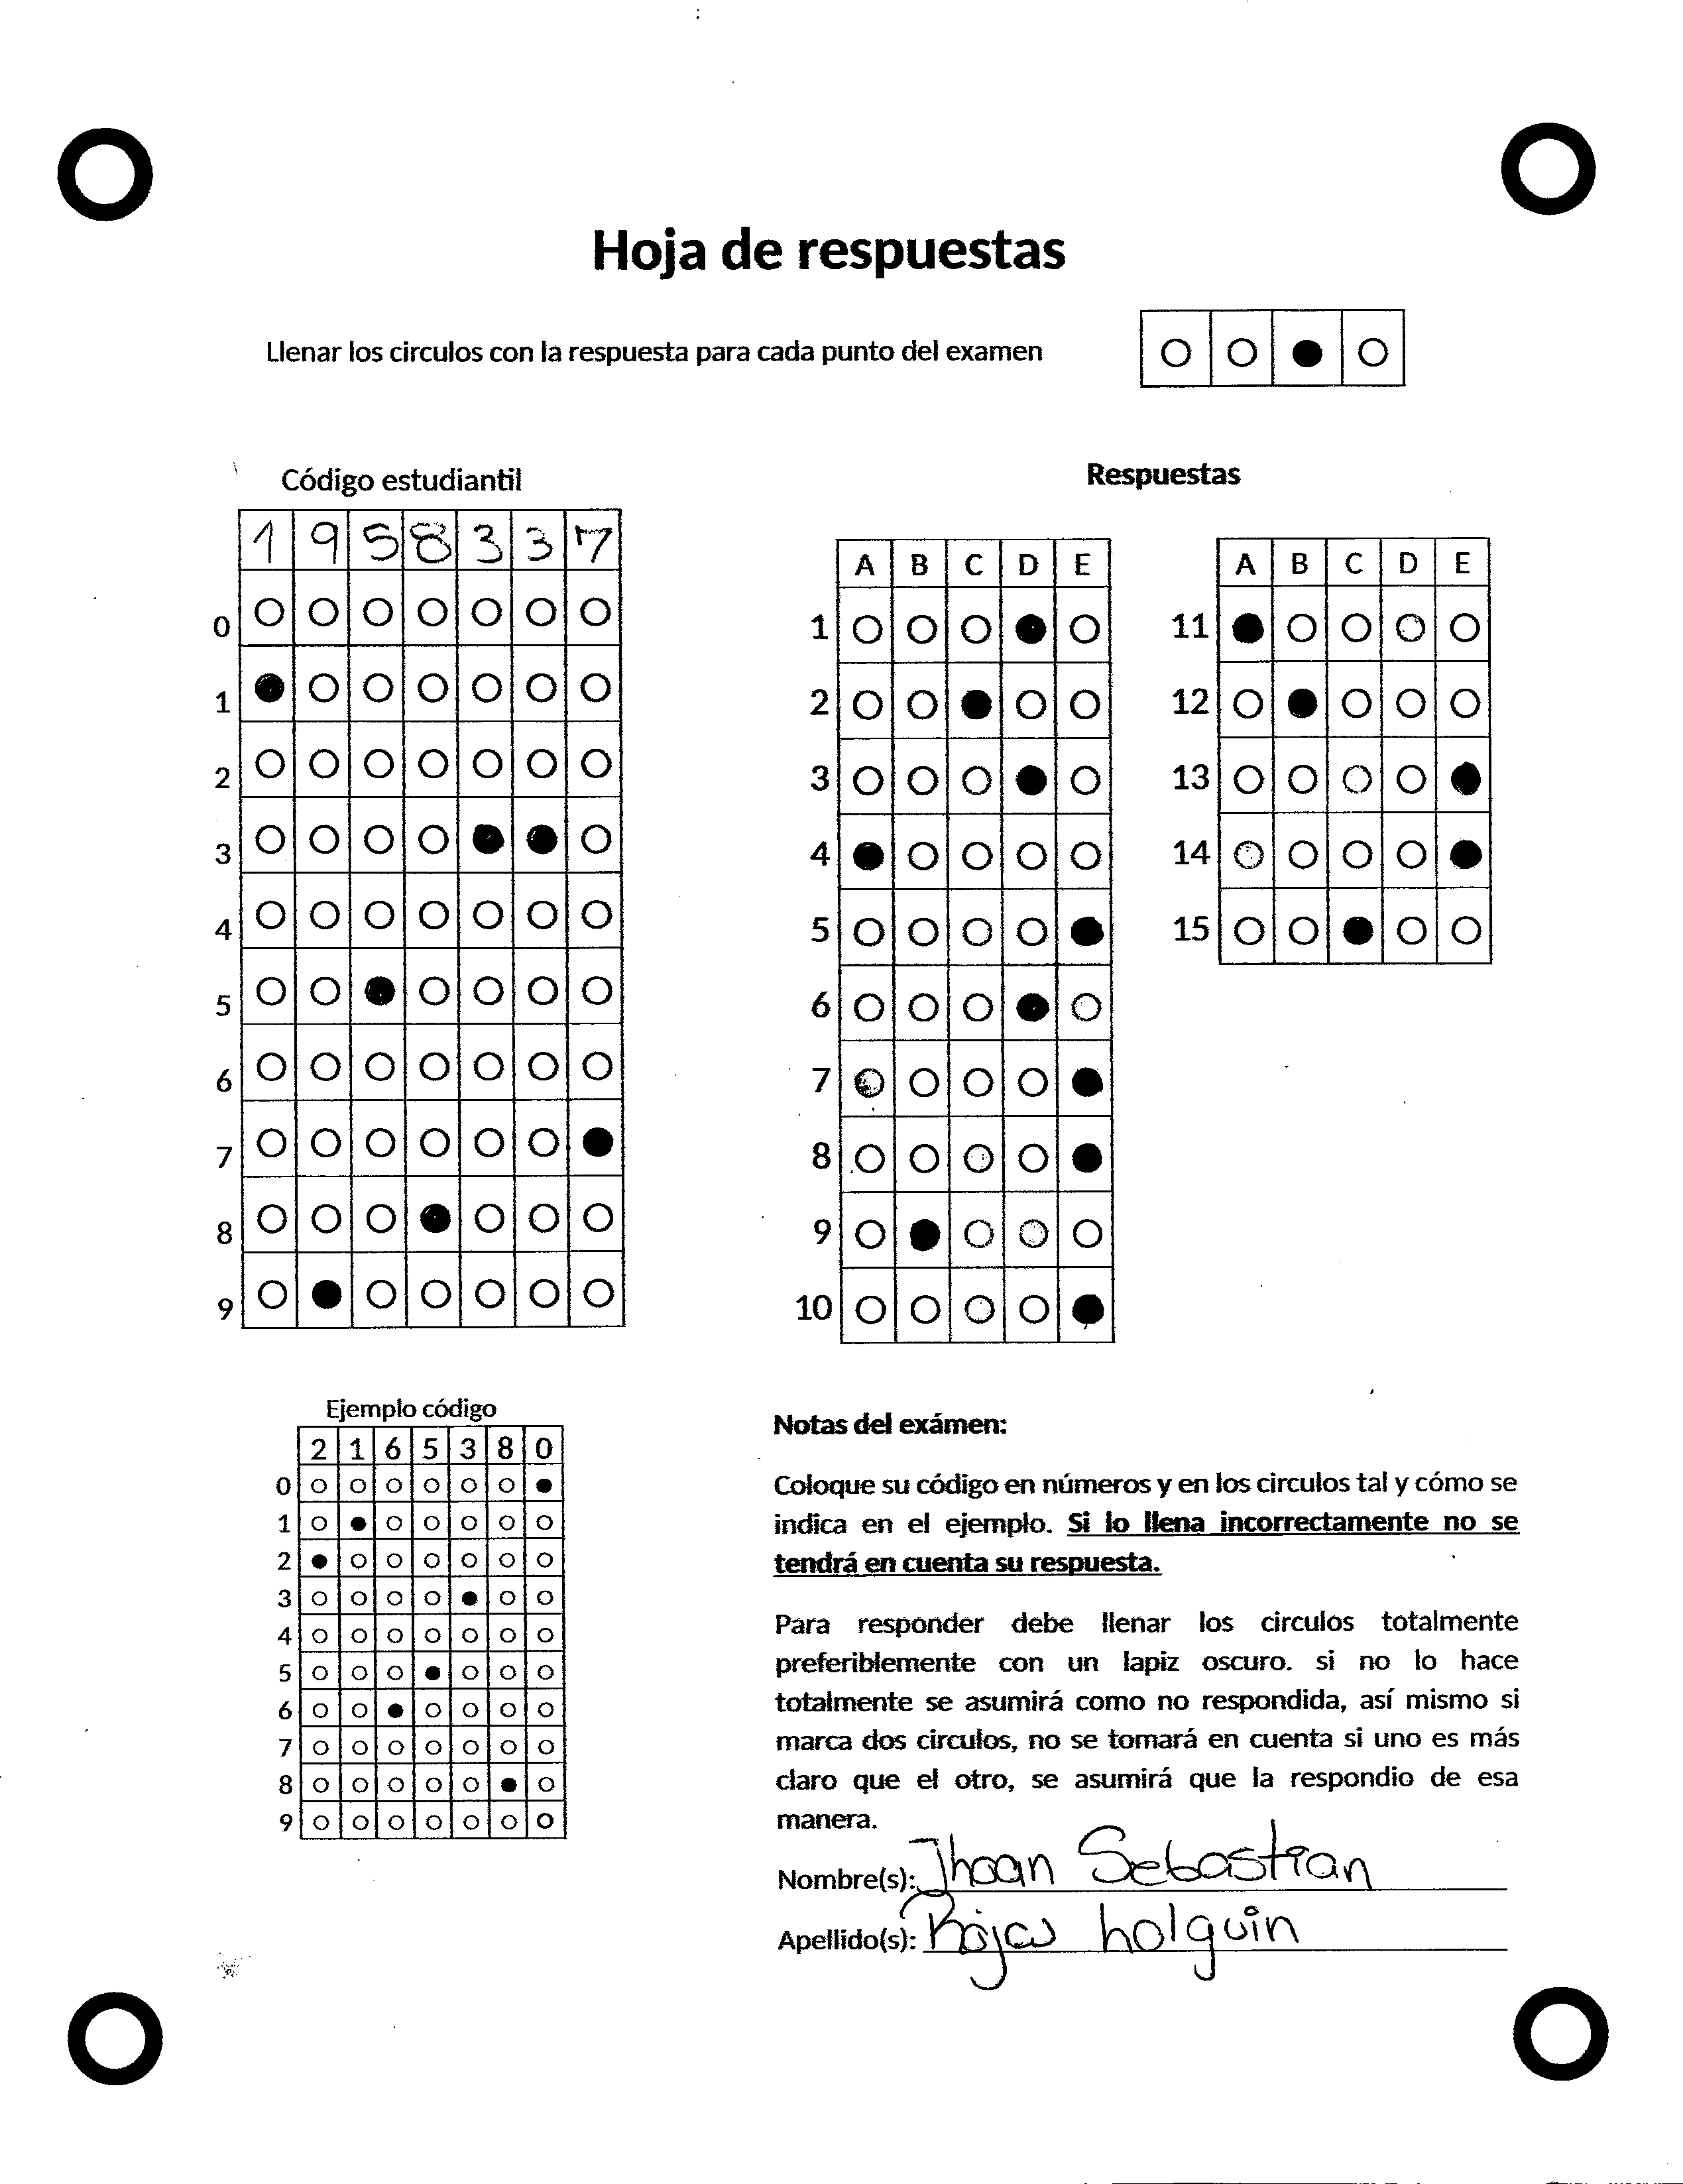 Hoja de respuestas
Llenar los circulos con la respuesta para cada punto del examen
Código estudiantil
1 9 5 8 3 3 7
0
1
2
3
4
5
6
7
8
9
Respuestas
A B C D E
1
2
3
4
5
6
7
8
9
10
A B C D E
11
12
13
14
15
Ejemplo código
2 1 6 5 3 8 0
0
1
2
3
4
5
6
7
8
9
Notas del exámen:
Coloque su código en números y en los circulos tal y cómo se
indica en el ejemplo. Si lo llena incorrectamente no se
tendrá en cuenta su respuesta.
Para responder debe llenar los circulos totalmente
preferiblemente con un lapiz oscuro. si no lo hace
totalmente se asumirá como no respondida, así mismo si
marca dos circulos, no se tomará en cuenta si uno es más
claro que el otro, se asumirá que la respondio de esa
manera.
Nombre(s): Jhoan Sebastian
Apellido(s): Rojas holguin